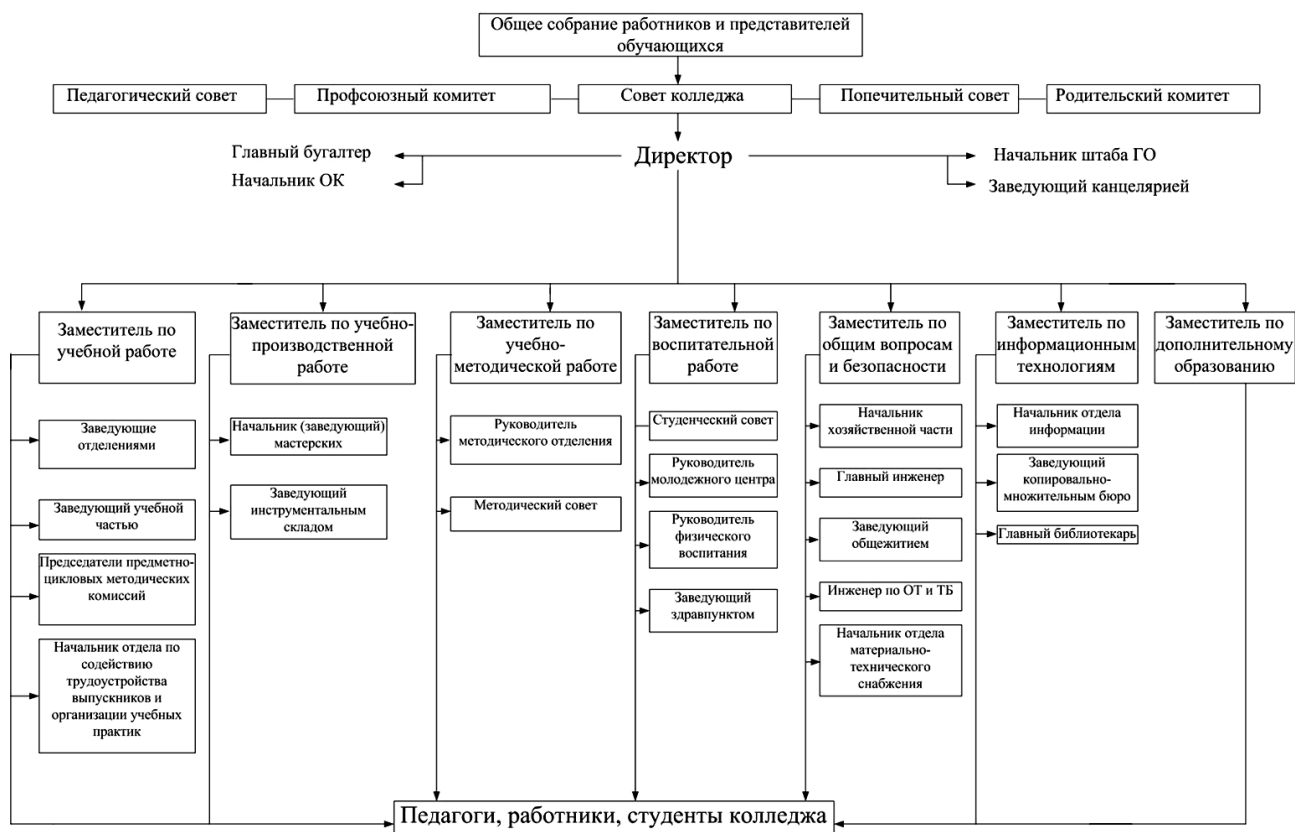 Общее собрание работников и представителей
обучающихся
Педагогический совет
Профсоюзный комитет
Совет колледжа
Попечительный совет
Родительский комитет
Главный бугалтер
Начальник ОК
Директор
Начальник штаба ГО
Заведующий канцелярией
Заместитель по
учебной работе
Заведующие
отделениями
Заведующий учебной
частью
Председатели предметно-
цикловых методических
комиссий
Начальник отдела по
содействию
трудоустройства
выпускников и
организации учебных
практик
Заместитель по учебно-
производственной
работе
Начальник (заведующий)
мастерских
Заведующий
инструментальным
складом
Заместитель по
учебно-
методической работе
Руководитель
методического отделения
Методический совет
Заместитель по
воспитательной
работе
Студенческий совет
Руководитель
молодежного центра
Руководитель
физического
воспитания
Заведующий
здравпунктом
Заместитель по
общим вопросам
и безопасности
Начальник
хозяйственной части
Главный инженер
Заведующий
общежитием
Инженер по ОТ и ТБ
Начальник отдела
материально-
технического
снабжения
Заместитель по
информационным
технологиям
Начальник отдела
информации
Заведующий
копировально-
множительным бюро
Главный библиотекарь
Заместитель по
дополнительному
образованию
Педагоги, работники, студенты колледжа